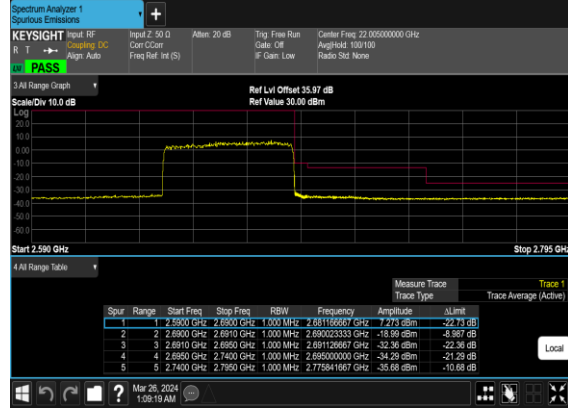 Spectrum Analyzer 1
Spurious Emissions
+
KEYSIGHT Input: RF Input Z: 50 Ω Atten: 20 dB Trig: Free Run Center Freq: 22.005000000 GHz
R T Coupling: DC Corr CCorr Gate: Off Avg|Hold: 100/100
Align: Auto Freq Ref: Int (S) IF Gain: Low Radio Std: None
LW PASS
3 All Range Graph
Ref Lvl Offset 35.97 dB
Scale/Div 10.0 dB Ref Value 30.00 dBm
Log
20.0
10.0
0.00
-10.0
-20.0
-30.0
-40.0
-50.0
-60.0
Start 2.590 GHz Stop 2.795 GHz
4 All Range Table
Measure Trace Trace 1
Trace Type Trace Average (Active)
Spur Range Start Freq Stop Freq RBW Frequency Amplitude ΔLimit
1 1 2.5900 GHz 2.6900 GHz 1.000 MHz 2.681166667 GHz 7.273 dBm -22.73 dB
2 2 2.6900 GHz 2.6910 GHz 1.000 MHz 2.690023333 GHz -18.99 dBm -8.987 dB
3 3 2.6910 GHz 2.6950 GHz 1.000 MHz 2.691126667 GHz -32.36 dBm -22.36 dB
4 4 2.6950 GHz 2.7400 GHz 1.000 MHz 2.695000000 GHz -34.29 dBm -21.29 dB
5 5 2.7400 GHz 2.7950 GHz 1.000 MHz 2.775841667 GHz -35.68 dBm -10.68 dB
Local
? Mar 26, 2024
1:09:19 AM